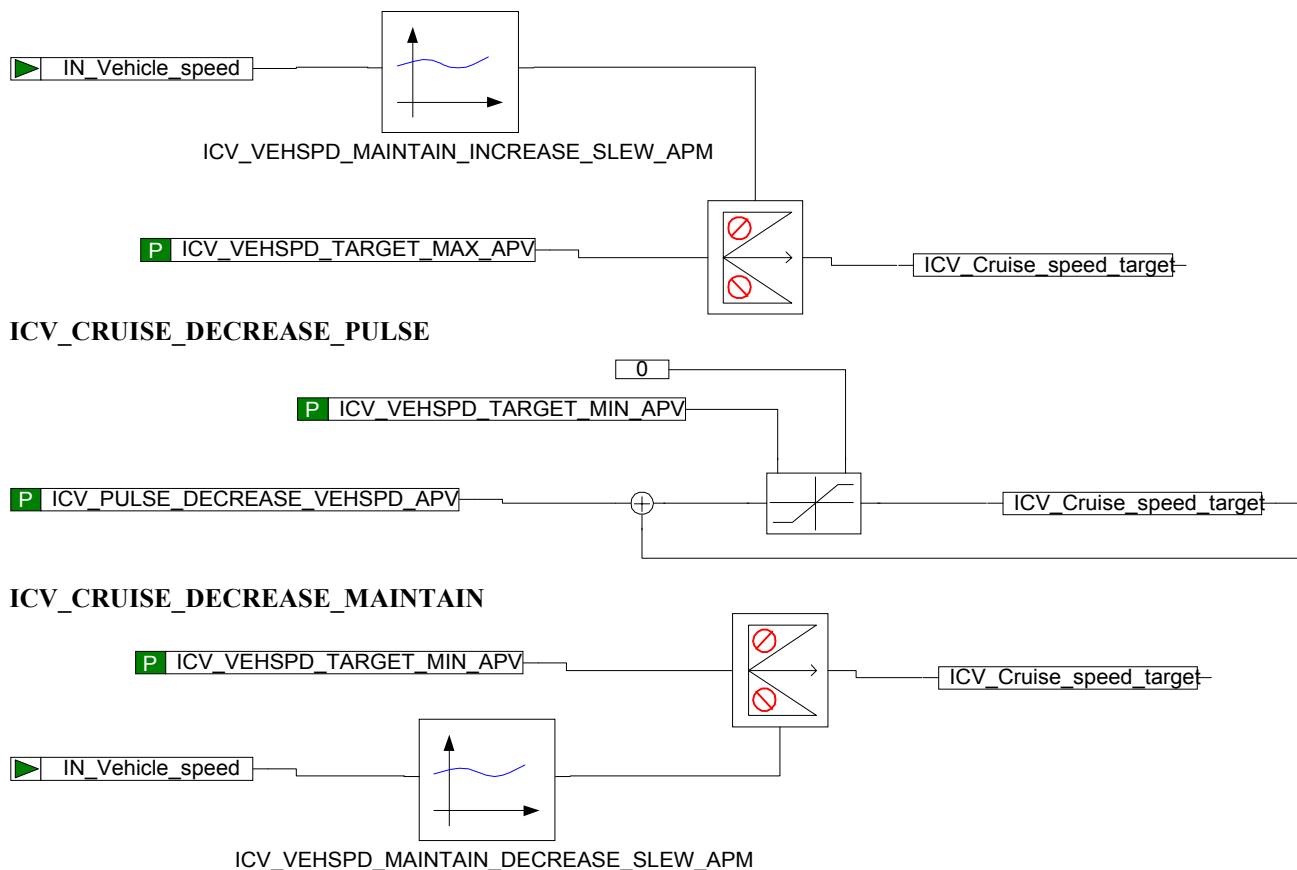 IN_Vehicle_speed
ICV_VEHSPD_MAINTAIN_INCREASE_SLEW_APM
P ICV_VEHSPD_TARGET_MAX_APV
ICV_Cruise_speed_target
ICV_CRUISE_DECREASE_PULSE
0
P ICV_VEHSPD_TARGET_MIN_APV
P ICV_PULSE_DECREASE_VEHSPD_APV
ICV_Cruise_speed_target
ICV_CRUISE_DECREASE_MAINTAIN
P ICV_VEHSPD_TARGET_MIN_APV
ICV_Cruise_speed_target
IN_Vehicle_speed
ICV_VEHSPD_MAINTAIN_DECREASE_SLEW_APM